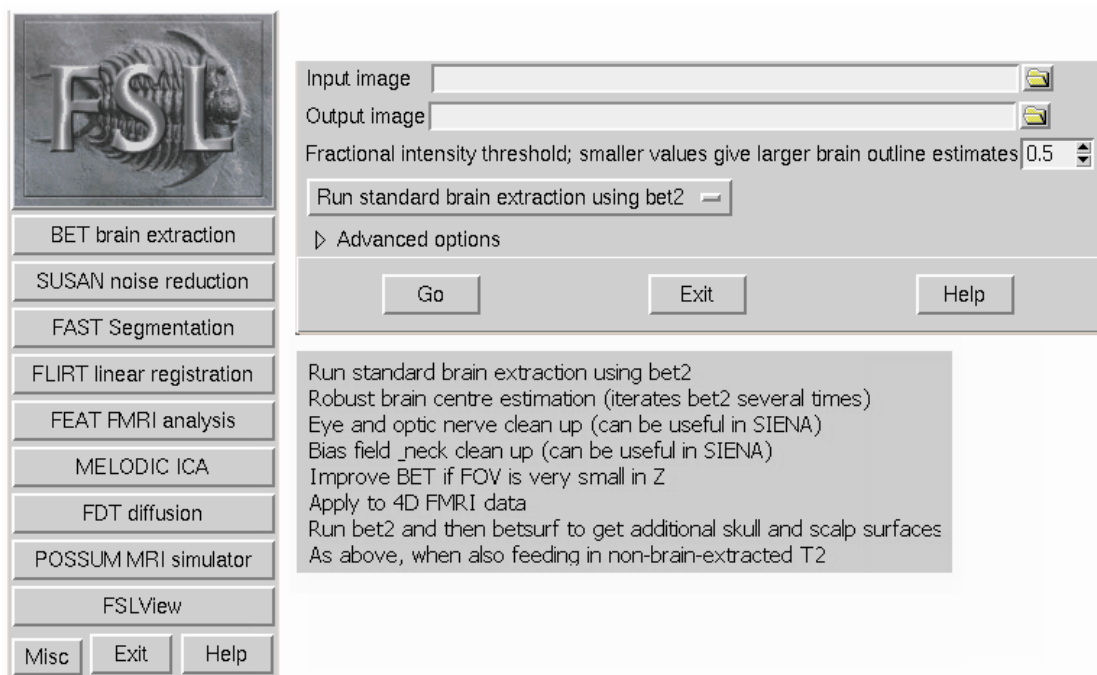 FSL
BET brain extraction
SUSAN noise reduction
FAST Segmentation
FLIRT linear registration
FEAT FMRI analysis
MELODIC ICA
FDT diffusion
POSSUM MRI simulator
FSLView
Misc Exit Help
Input image
Output image
Fractional intensity threshold; smaller values give larger brain outline estimates 0.5
Run standard brain extraction using bet2
Advanced options
Go Exit Help
Run standard brain extraction using bet2
Robust brain centre estimation (iterates bet2 several times)
Eye and optic nerve clean up (can be useful in SIENA)
Bias field _neck clean up (can be useful in SIENA)
Improve BET if FOV is very small in Z
Apply to 4D FMRI data
Run bet2 and then betsurf to get additional skull and scalp surfaces
As above, when also feeding in non-brain-extracted T2